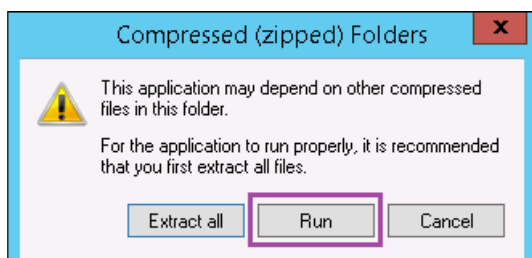 Compressed (zipped) Folders
x
This application may depend on other compressed
files in this folder.
For the application to run properly, it is recommended
that you first extract all files.
Extract all Run Cancel